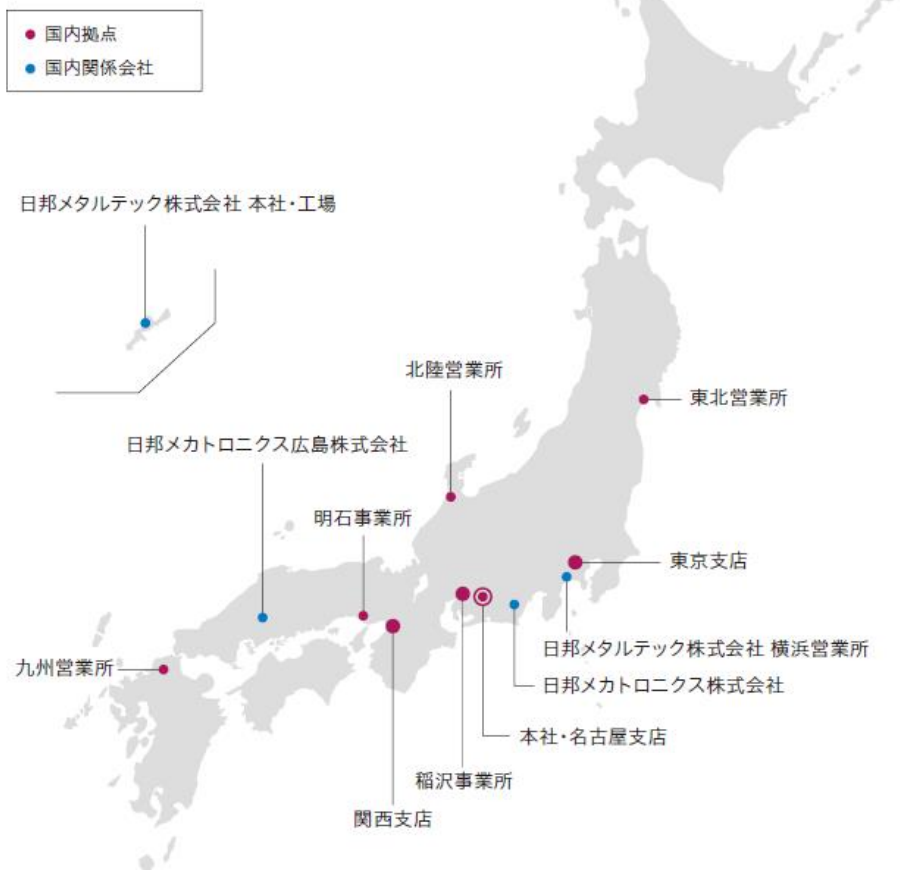 国内拠点
国内関係会社
日邦メタルテック株式会社 本社・工場
北陸営業所
東北営業所
日邦メカトロニクス広島株式会社
明石事業所
東京支店
日邦メタルテック株式会社 横浜営業所
九州営業所
日邦メカトロニクス株式会社
本社・名古屋支店
稲沢事業所
関西支店